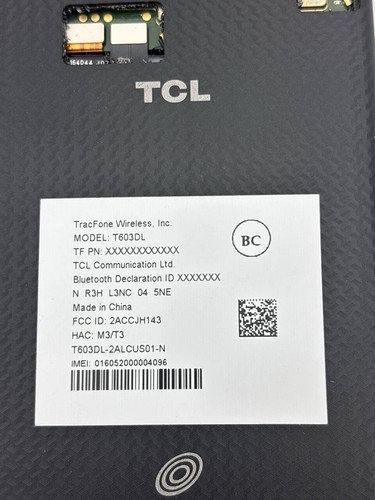 164044
TCL
TracFone Wireless, Inc.
MODEL: T603DL
TF PN: XXXXXXXXXXXX
TCL Communication Ltd.
Bluetooth Declaration ID XXXXXXX
N R3H L3NC 04 5NE
Made in China
FCC ID: 2ACCJH143
HAC: M3/T3
T603DL-2ALCUS01-N
IMEI: 016052000004096
BC